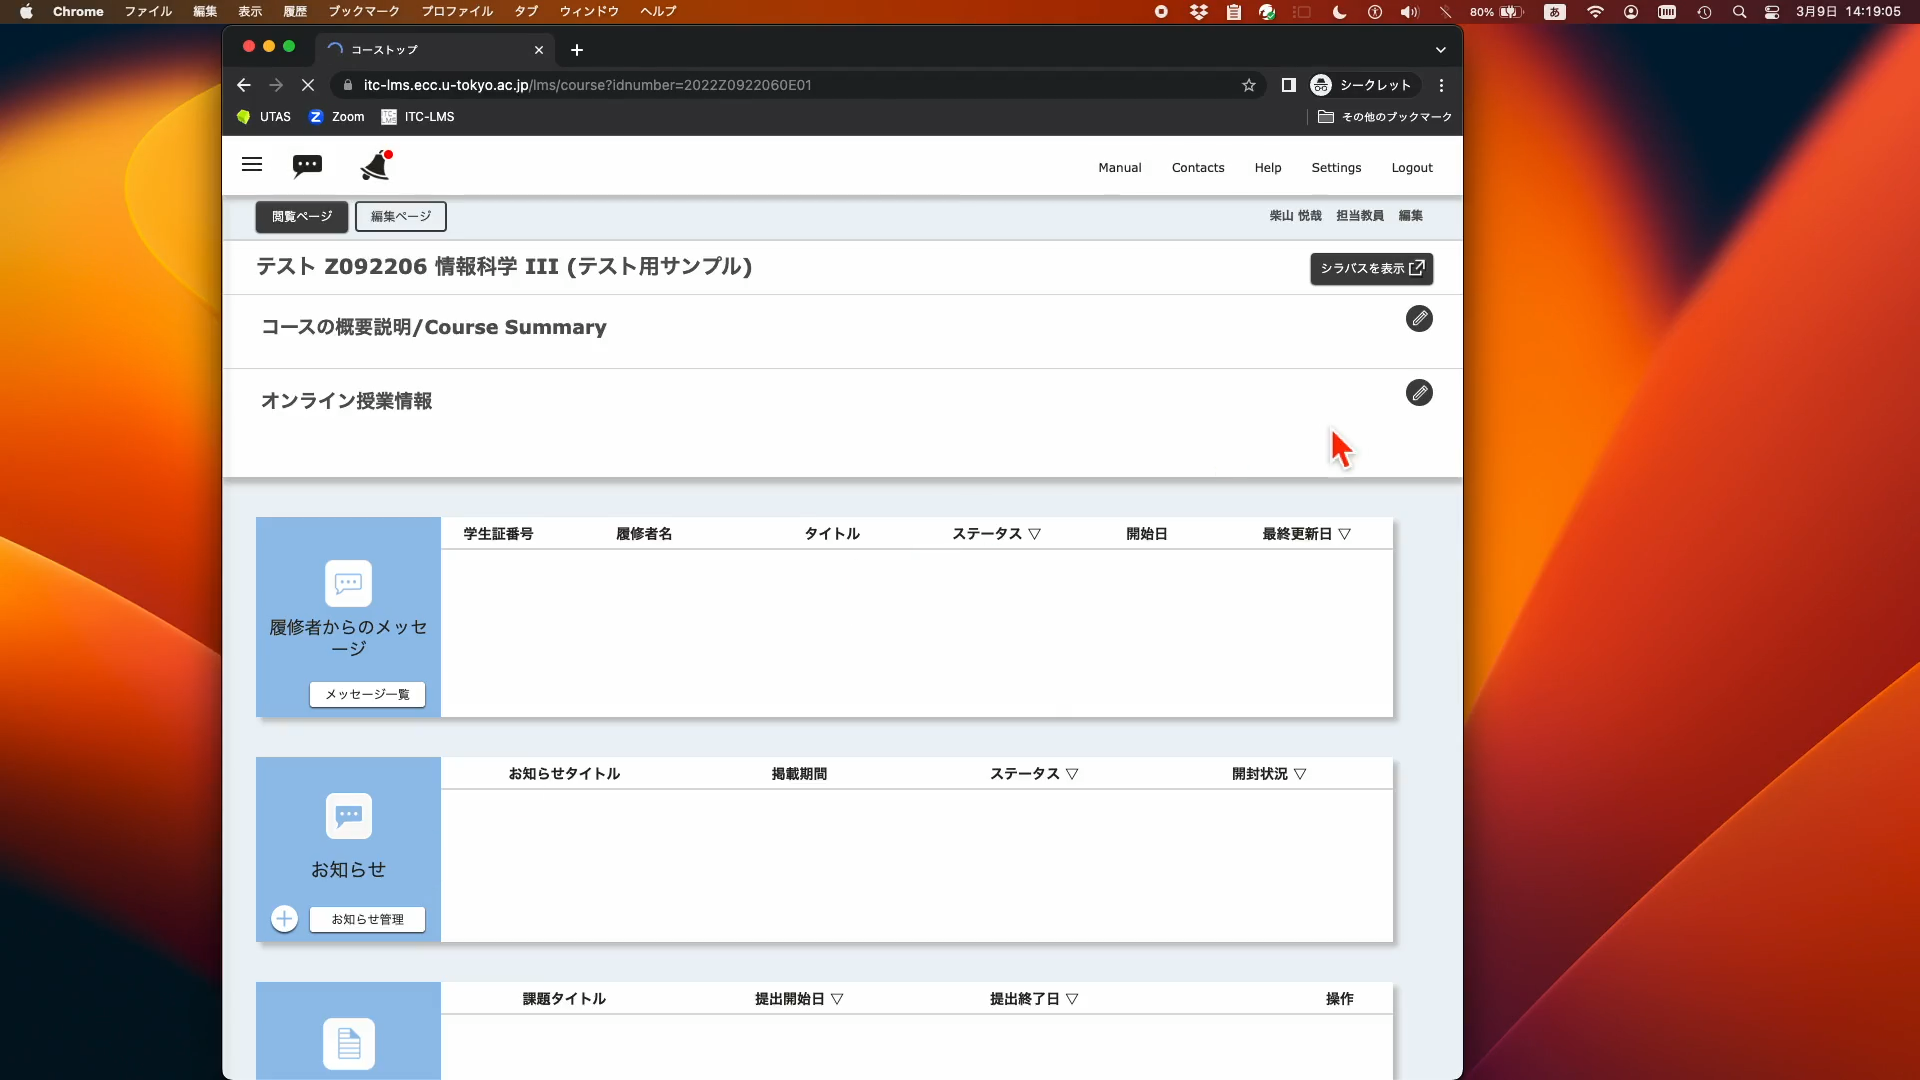 Chrome ファイル 編集 表示 履歴 ブックマーク プロファイル タブ ウィンドウ ヘルプ 80% あ 3月9日 14:19:05
コーストップ
itc-lms.ecc.u-tokyo.ac.jp/lms/course?idnumber=2022Z0922060E01 シークレット
UTAS Zoom ITC-LMS その他のブックマーク
Manual Contacts Help Settings Logout
閲覧ページ 編集ページ 柴山 悦哉 担当教員 編集
テスト Z092206 情報科学 III (テスト用サンプル) シラバスを表示
コースの概要説明/Course Summary
オンライン授業情報
学生証番号 履修者名 タイトル ステータス ▽ 開始日 最終更新日 ▽
履修者からのメッセ
ージ
メッセージ一覧
お知らせタイトル 掲載期間 ステータス ▽ 開封状況 ▽
お知らせ
お知らせ管理
課題タイトル 提出開始日 ▽ 提出終了日 ▽ 操作